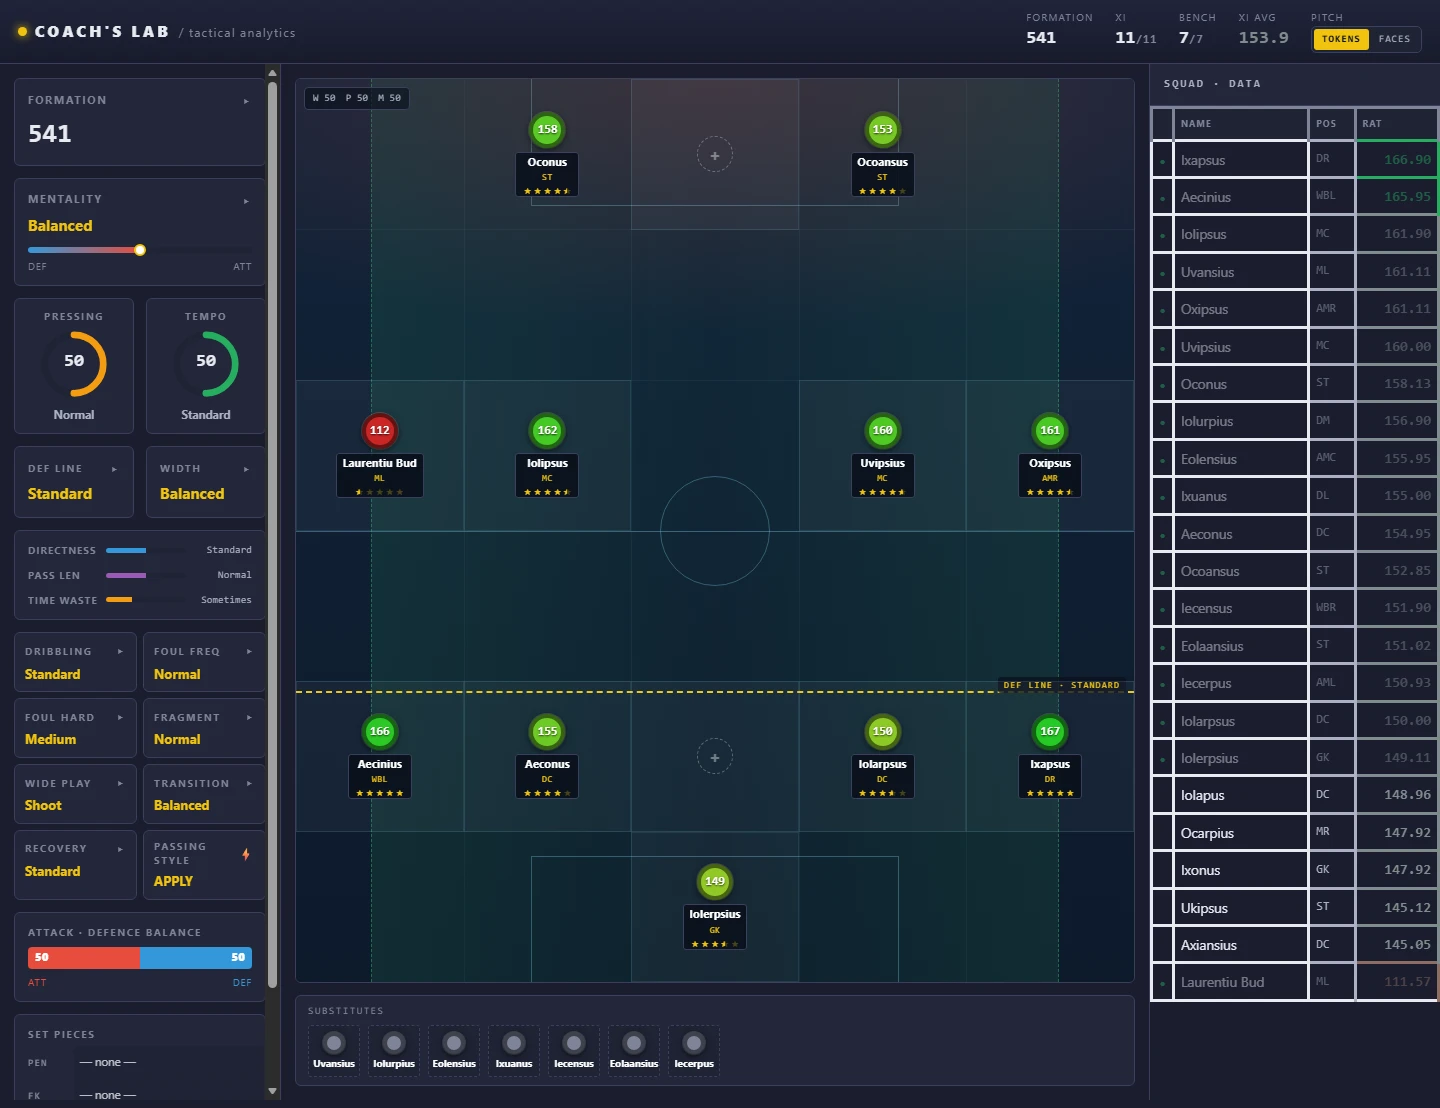 COACH'S LAB / tactical analytics
FORMATION
541
XI
11/11
BENCH
7/7
XI AVG
153.9
PITCH
TOKENS FACES
FORMATION ▸
541
MENTALITY ▸
Balanced
DEF ATT
PRESSING
50
Normal
TEMPO
50
Standard
DEF LINE ▸
Standard
WIDTH ▸
Balanced
DIRECTNESS Standard
PASS LEN Normal
TIME WASTE Sometimes
DRIBBLING ▸
Standard
FOUL FREQ ▸
Normal
FOUL HARD ▸
Medium
FRAGMENT ▸
Normal
WIDE PLAY ▸
Shoot
TRANSITION ▸
Balanced
RECOVERY ▸
Standard
PASSING
STYLE
APPLY
ATTACK · DEFENCE BALANCE
50 50
ATT DEF
SET PIECES
PEN — none —
FK — none —
W 50 P 50 M 50
158
Oconus
ST
★★★★
+
153
Ocoansus
ST
★★★★★
112
Laurentiu Bud
ML
★★★★
162
Iolipsus
MC
★★★★
160
Uvipsius
MC
★★★★
161
Oxipsus
AMR
★★★★
DEF LINE · STANDARD
166
Aecinius
WBL
★★★★★
155
Aeconus
DC
★★★★★
+
150
Iolarpsus
DC
★★★★
167
Ixapsus
DR
★★★★★
149
Iolerpsius
GK
★★★★
SUBSTITUTES
Uvansius
Iolurpius
Eolensius
Ixuanus
Iecensus
Eolaansius
Iecerpus
SQUAD · DATA
NAME POS RAT
Ixapsus DR 166.90
Aecinius WBL 165.95
Iolipsus MC 161.90
Uvansius ML 161.11
Oxipsus AMR 161.11
Uvipsius MC 160.00
Oconus ST 158.13
Iolurpius DM 156.90
Eolensius AMC 155.95
Ixuanus DL 155.00
Aeconus DC 154.95
Ocoansus ST 152.85
Iecensus WBR 151.90
Eolaansius ST 151.02
Iecerpus AML 150.93
Iolarpsus DC 150.00
Iolerpsius GK 149.11
Iolapus DC 148.96
Ocarpius MR 147.92
Ixonus GK 147.92
Ukipsus ST 145.12
Axiansius DC 145.05
Laurentiu Bud ML 111.57